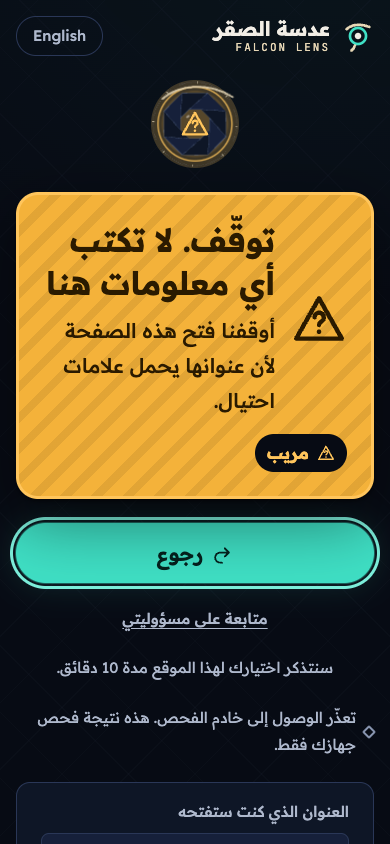 عدسة الصقر
FALCON LENS
English
توقّف. لا تكتب
أي معلومات هنا
أوقفنا فتح هذه الصفحة
لأن عنوانها يحمل علامات
احتيال.
مريب
رجوع
متابعة على مسؤوليتي
سنتذكر اختيارك لهذا الموقع مدة 10 دقائق.
تعذّر الوصول إلى خادم الفحص. هذه نتيجة فحص
جهازك فقط.
العنوان الذي كنت ستفتحه